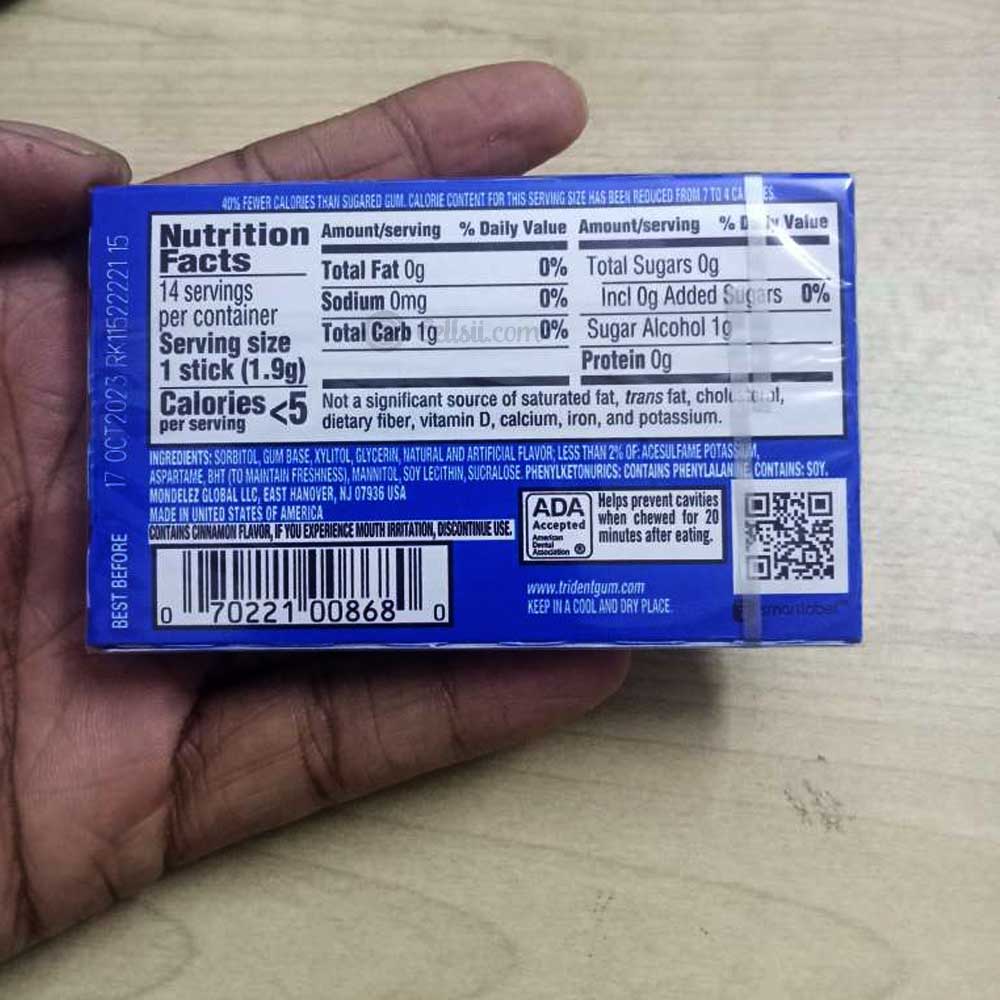 40% FEWER CALORIES THAN SUGARED GUM. CALORIE CONTENT FOR THIS SERVING SIZE HAS BEEN REDUCED FROM 7 TO 4
Nutrition
Facts
14 servings
per container
Serving size
1 stick (1.9g)
Calories <5
per serving
Amount/serving % Daily Value
Total Fat 0g 0%
Sodium 0mg 0%
Total Carb 1g 0%
Amount/serving % Value
Total Sugars 0g
Incl 0g Added Sugars 0%
Sugar Alcohol 1g
Protein 0g
Not a significant source of saturated fat, trans fat,
dietary fiber, vitamin D, calcium, iron, and potassium.
INGREDIENTS: SORBITOL, GUM BASE, XYLITOL, GLYCERIN, NATURAL AND ARTIFICIAL FLAVOR; LESS THAN 2% OF: ACESULFAME POTASSIUM,
ASPARTAME, BHT (TO MAINTAIN FRESHNESS), MANNITOL, SOY LECITHIN, SUCRALOSE. PHENYLKETONURICS: CONTAINS PHENYLALANINE. CONTAINS: SOY.
MONDELEZ GLOBAL LLC, EAST HANOVER, NJ 07936 USA
MADE IN UNITED STATES OF AMERICA
CONTAINS CINNAMON FLAVOR, IF YOU EXPERIENCE MOUTH IRRITATION, DISCONTINUE USE.
0 70221 00868 0
ADA
Accepted
American
Dental
Association ®
Helps prevent cavities
when chewed for 20
minutes after eating.
www.tridentgum.com
KEEP IN A COOL AND DRY PLACE.
smartlabel™
BEST BEFORE 17 OCT2023 RK1152222115